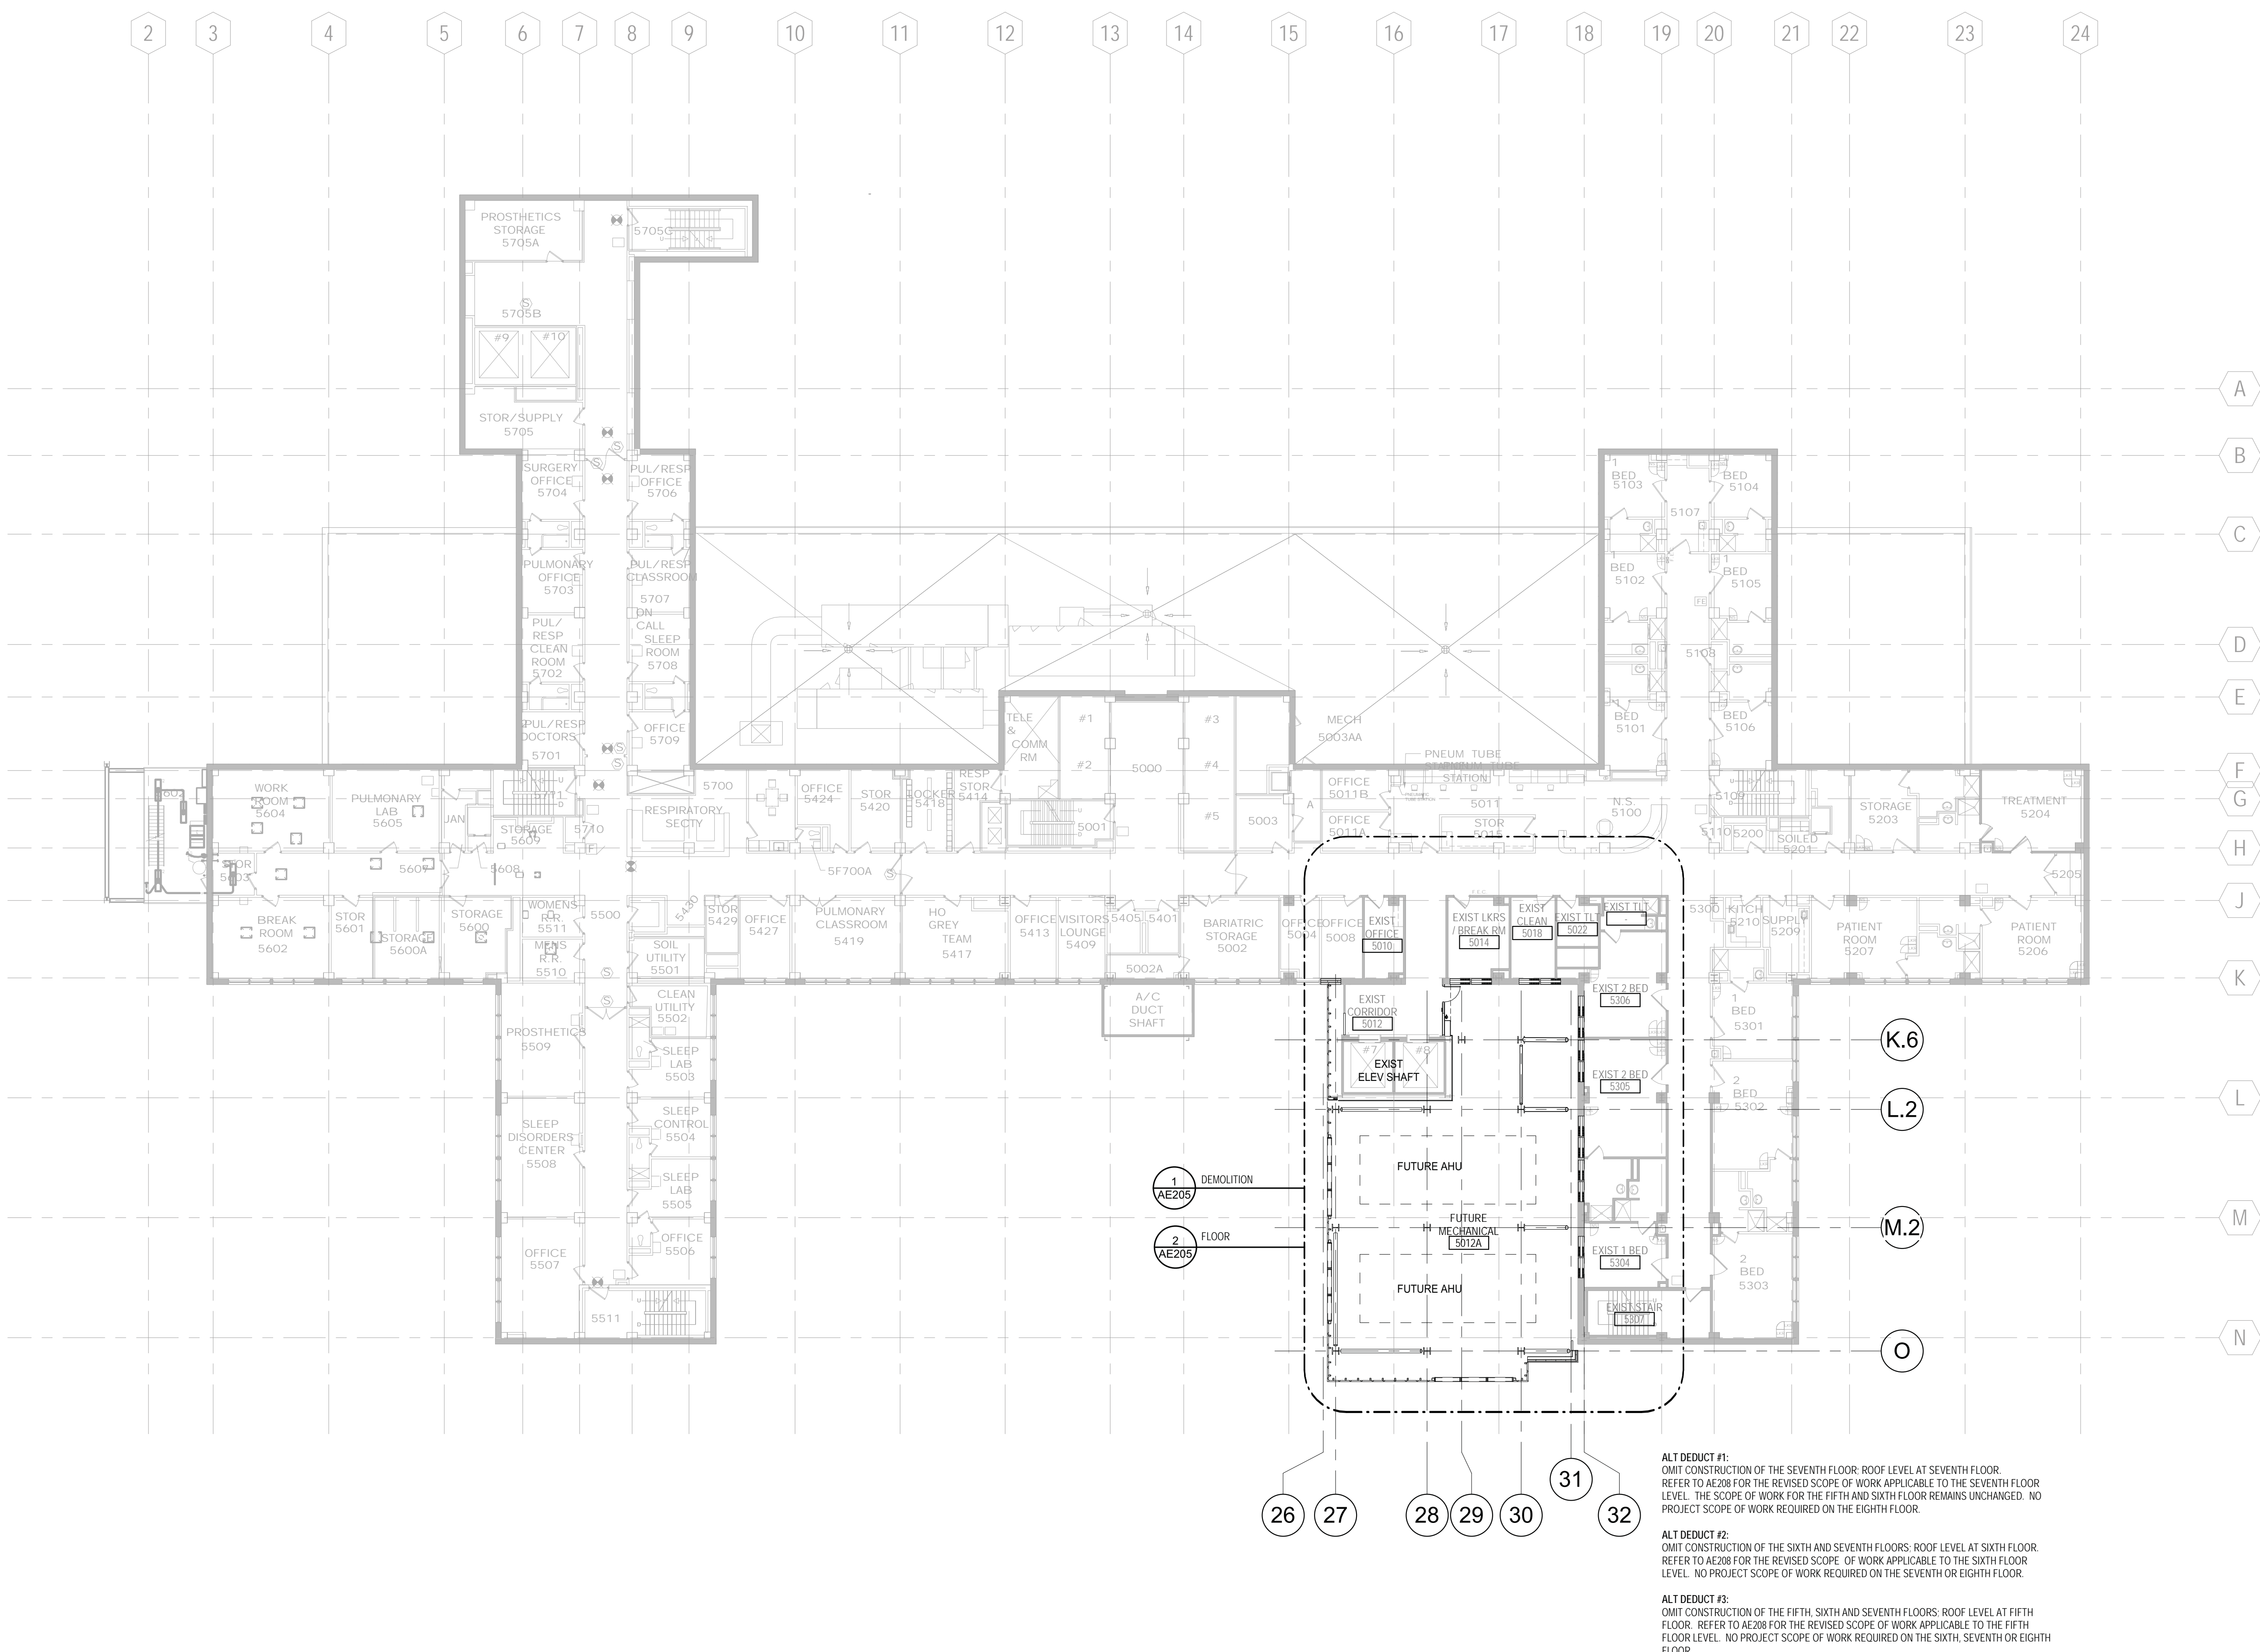 2 3 4 5 6 7 8 9 10 11 12 13 14 15 16 17 18 19 20 21 22 23 24
PROSTHETICS
STORAGE
5705A
5705C
U
S
5705B
#9 #10
A
STOR/SUPPLY
5705
S
S
B
SURGERY
OFFICE
5704
PUL/RESP
OFFICE
5706
1
BED
5103
BED
5104
5107
C
PULMONARY
OFFICE
5703
PUL/RESP
CLASSROOM
5707
1
BED
5102
1
BED
5105
FE
ON
CALL
SLEEP
ROOM
5708
PUL/
RESP
CLEAN
ROOM
5702
D
5108
E
PUL/RESP
DOCTORS
5701
OFFICE
5709
S
S
TELE
&
COMM
RM
#1
#2
5000
#3
#4
#5
MECH
5003AA
PNEUM TUBE
STATION
1
BED
5101
BED
5106
F
G
WORK
ROOM
5604
PULMONARY
LAB
5605
JAN
STORAGE
5609
U
D
5710
5700
RESPIRATORY
SECTY
OFFICE
5424
STOR
5420
LOCKER
5418
RESP
STOR
5414
5001
U
D
5003
A
OFFICE
5011B
OFFICE
5011A
5011
STOR
5015
N.S.
5100
5109
U
D
5110
5200
SOILED
5201
STORAGE
5203
TREATMENT
5204
H
STOR
5603
5607
5608
5F700A
S
5205
J
BREAK
ROOM
5602
STOR
5601
STORAGE
5600A
STORAGE
5600
S
WOMENS
R.R.
5511
MENS
R.R.
5510
5500
5430
STOR
5429
SOIL
UTILITY
5501
OFFICE
5427
PULMONARY
CLASSROOM
5419
HO
GREY
TEAM
5417
OFFICE
5413
VISITORS
LOUNGE
5409
5405
5401
5002A
BARIATRIC
STORAGE
5002
OFFICE
5004
OFFICE
5008
EXIST
OFFICE
5010
F E C
EXIST LKRS
/ BREAK RM
5014
EXIST
CLEAN
5018
EXIST TLT
5022
EXIST TLT
-
5300
KITCH
5210
SUPPLY
5209
PATIENT
ROOM
5207
PATIENT
ROOM
5206
K
S
S
CLEAN
UTILITY
5502
A/C
DUCT
SHAFT
EXIST
CORRIDOR
5012
EXIST 2 BED
5306
1
BED
5301
PROSTHETICS
5509
K.6
SLEEP
LAB
5503
#7 #8
EXIST
ELEV SHAFT
EXIST 2 BED
5305
2
BED
5302
L
L.2
SLEEP
CONTROL
5504
SLEEP
DISORDERS
CENTER
5508
SLEEP
LAB
5505
FUTURE AHU
1
AE205
DEMOLITION
M
FUTURE
MECHANICAL
5012A
M.2
OFFICE
5506
2
AE205
FLOOR
OFFICE
5507
EXIST 1 BED
5304
2
BED
5303
FUTURE AHU
5511
U
D
EXIST STAIR
5307
N
O
26 27 28 29 30 31 32
ALT DEDUCT #1:
OMIT CONSTRUCTION OF THE SEVENTH FLOOR; ROOF LEVEL AT SEVENTH FLOOR.
REFER TO AE208 FOR THE REVISED SCOPE OF WORK APPLICABLE TO THE SEVENTH FLOOR
LEVEL. THE SCOPE OF WORK FOR THE FIFTH AND SIXTH FLOOR REMAINS UNCHANGED. NO
PROJECT SCOPE OF WORK REQUIRED ON THE EIGHTH FLOOR.
ALT DEDUCT #2:
OMIT CONSTRUCTION OF THE SIXTH AND SEVENTH FLOORS; ROOF LEVEL AT SIXTH FLOOR.
REFER TO AE208 FOR THE REVISED SCOPE OF WORK APPLICABLE TO THE SIXTH FLOOR
LEVEL. NO PROJECT SCOPE OF WORK REQUIRED ON THE SEVENTH OR EIGHTH FLOOR.
ALT DEDUCT #3:
OMIT CONSTRUCTION OF THE FIFTH, SIXTH AND SEVENTH FLOORS; ROOF LEVEL AT FIFTH
FLOOR. REFER TO AE208 FOR THE REVISED SCOPE OF WORK APPLICABLE TO THE FIFTH
FLOOR LEVEL. NO PROJECT SCOPE OF WORK REQUIRED ON THE SIXTH, SEVENTH OR EIGHTH
FLOOR